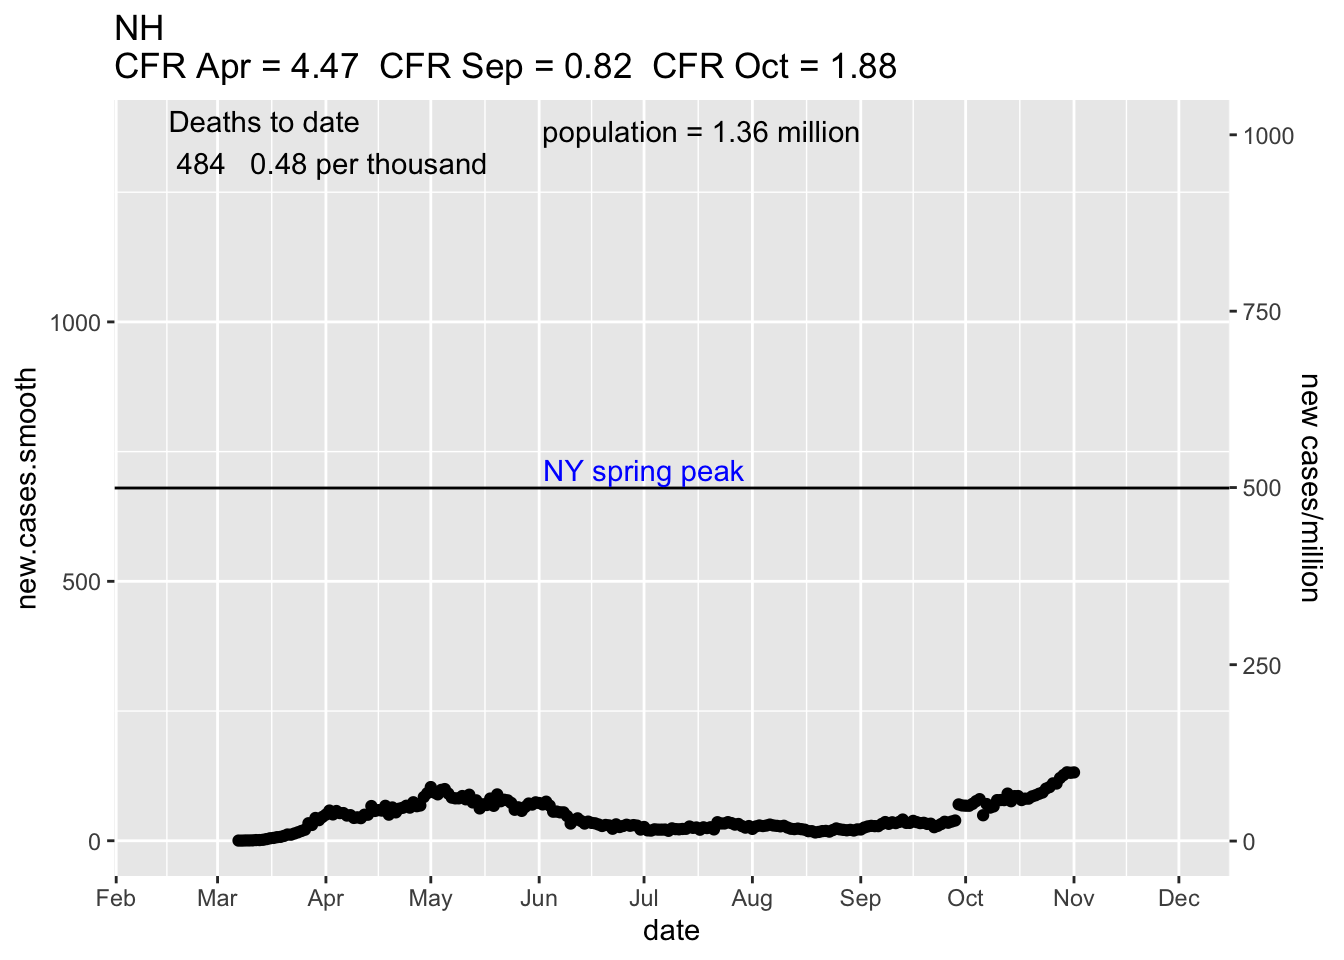 NH
CFR Apr = 4.47  CFR Sep = 0.82  CFR Oct = 1.88
Deaths to date
484   0.48 per thousand
population = 1.36 million
NY spring peak
new.cases.smooth
1000
500
0
new cases/million
1000
750
500
250
0
Feb Mar Apr May Jun Jul Aug Sep Oct Nov Dec
date